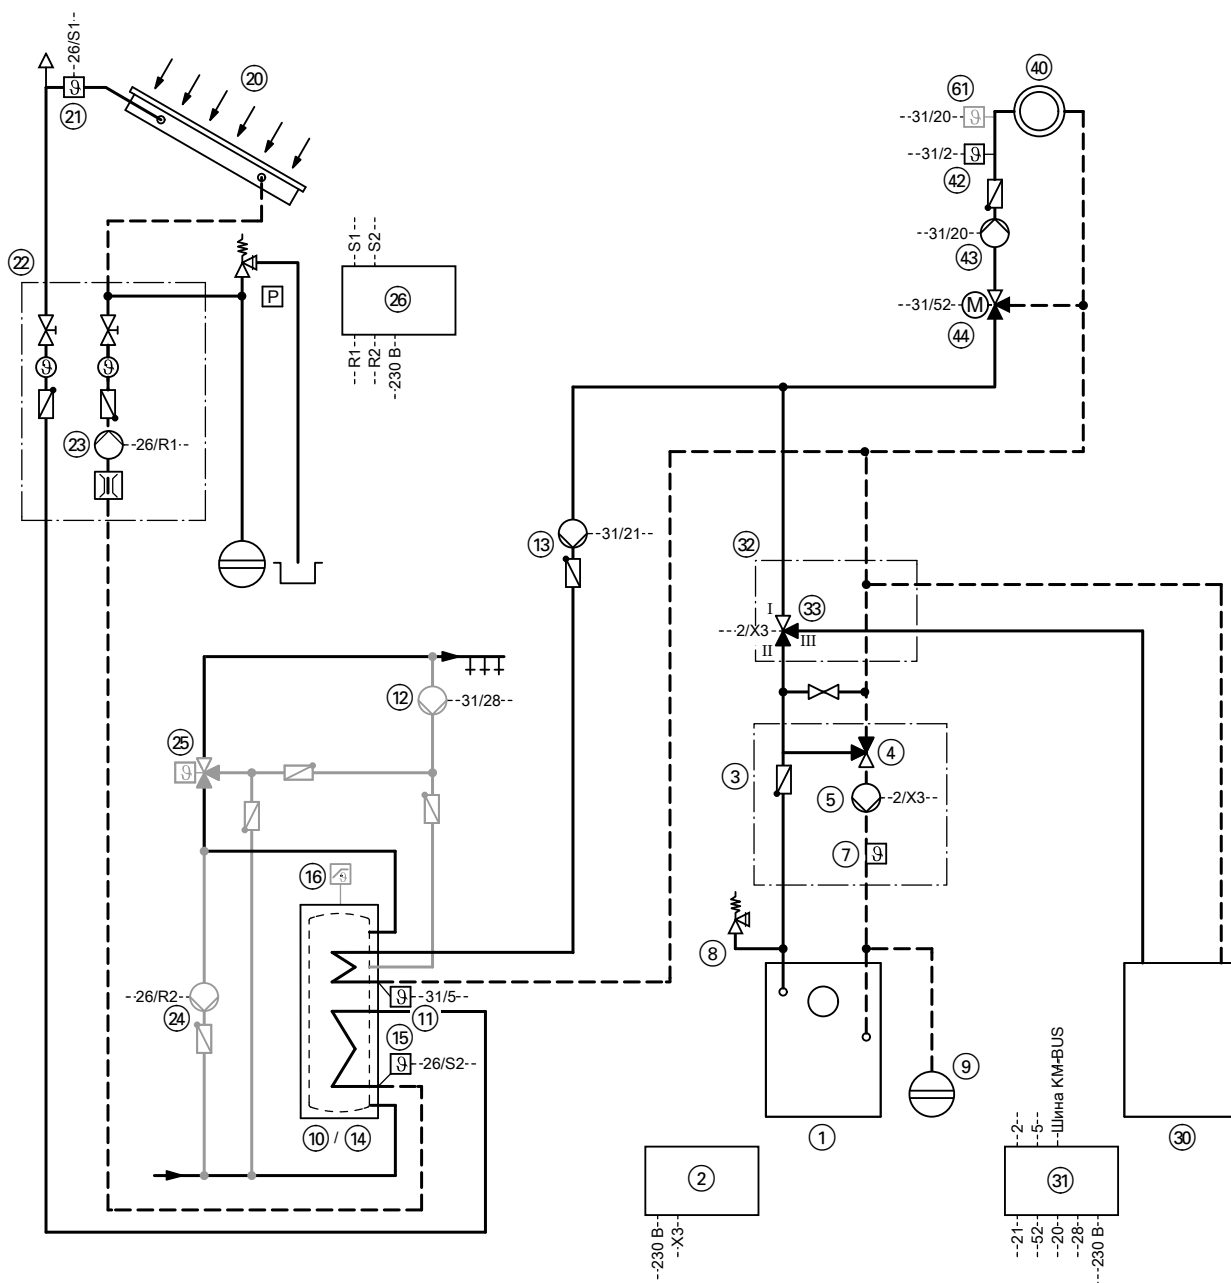 --26/S1--
ϑ
21
20
22
P
--S1--
--S2--
26
--R1--
--R2--
--230 В--
ϑ
ϑ
23
--26/R1--
61
40
--31/20--
ϑ
--31/2--
ϑ
42
--31/20--
43
--31/52--
M
44
13
--31/21--
32
I
33
--2/X3--
II
III
12
--31/28--
25
ϑ
3
4
5
--2/X3--
7
ϑ
16
ϑ
8
--26/R2--
24
ϑ
--31/5--
11
15
ϑ
--26/S2--
9
10 / 14
1
30
2
--230 В--
--X3--
--2--
--5--
--Шина KM-BUS
31
--21--
--52--
--20--
--28--
--230 В--